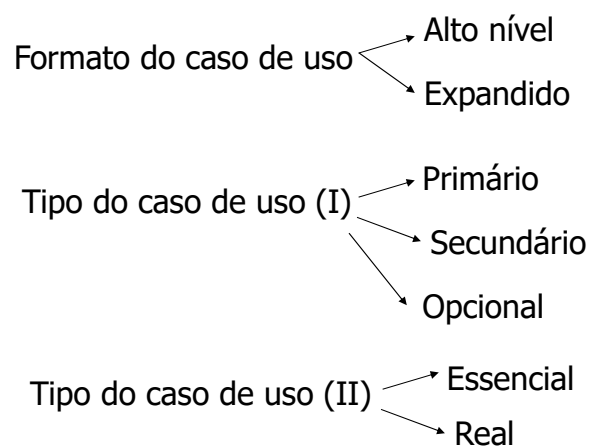 Formato do caso de uso
Alto nível
Expandido
Tipo do caso de uso (I)
Primário
Secundário
Opcional
Tipo do caso de uso (II)
Essencial
Real